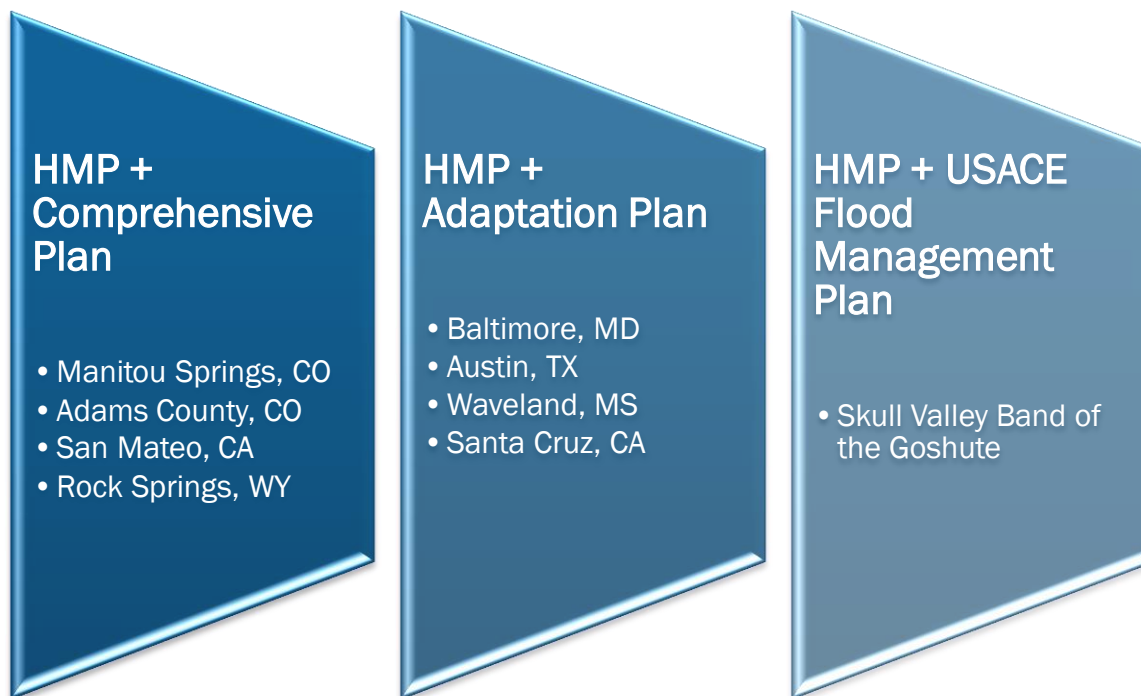 HMP +
Comprehensive
Plan
• Manitou Springs, CO
• Adams County, CO
• San Mateo, CA
• Rock Springs, WY
HMP +
Adaptation Plan
• Baltimore, MD
• Austin, TX
• Waveland, MS
• Santa Cruz, CA
HMP + USACE
Flood
Management
Plan
• Skull Valley Band of
the Goshute